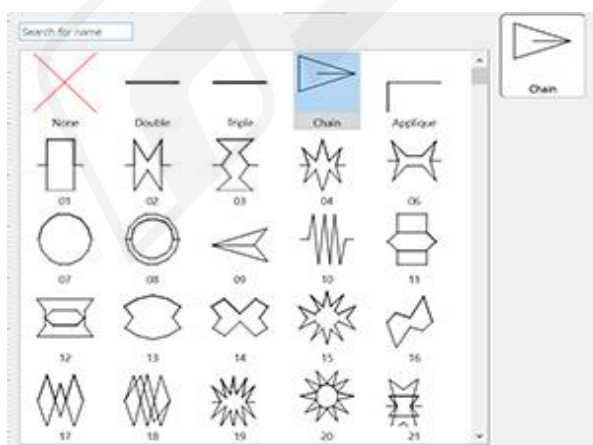 Search for name
None Double Triple Chain Applique
01 02 03 04 06
07 08 09 10 11
12 13 14 15 16
17 18 19 20 21
Chain